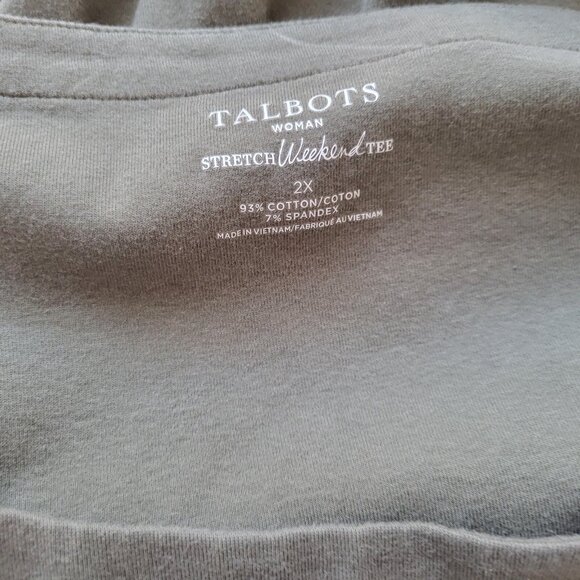 TALBOTS
WOMAN
STRETCH Weekend TEE
2X
93% COTTON/COTON
7% SPANDEX
MADE IN VIETNAM/FABRIQUÉ AU VIETNAM